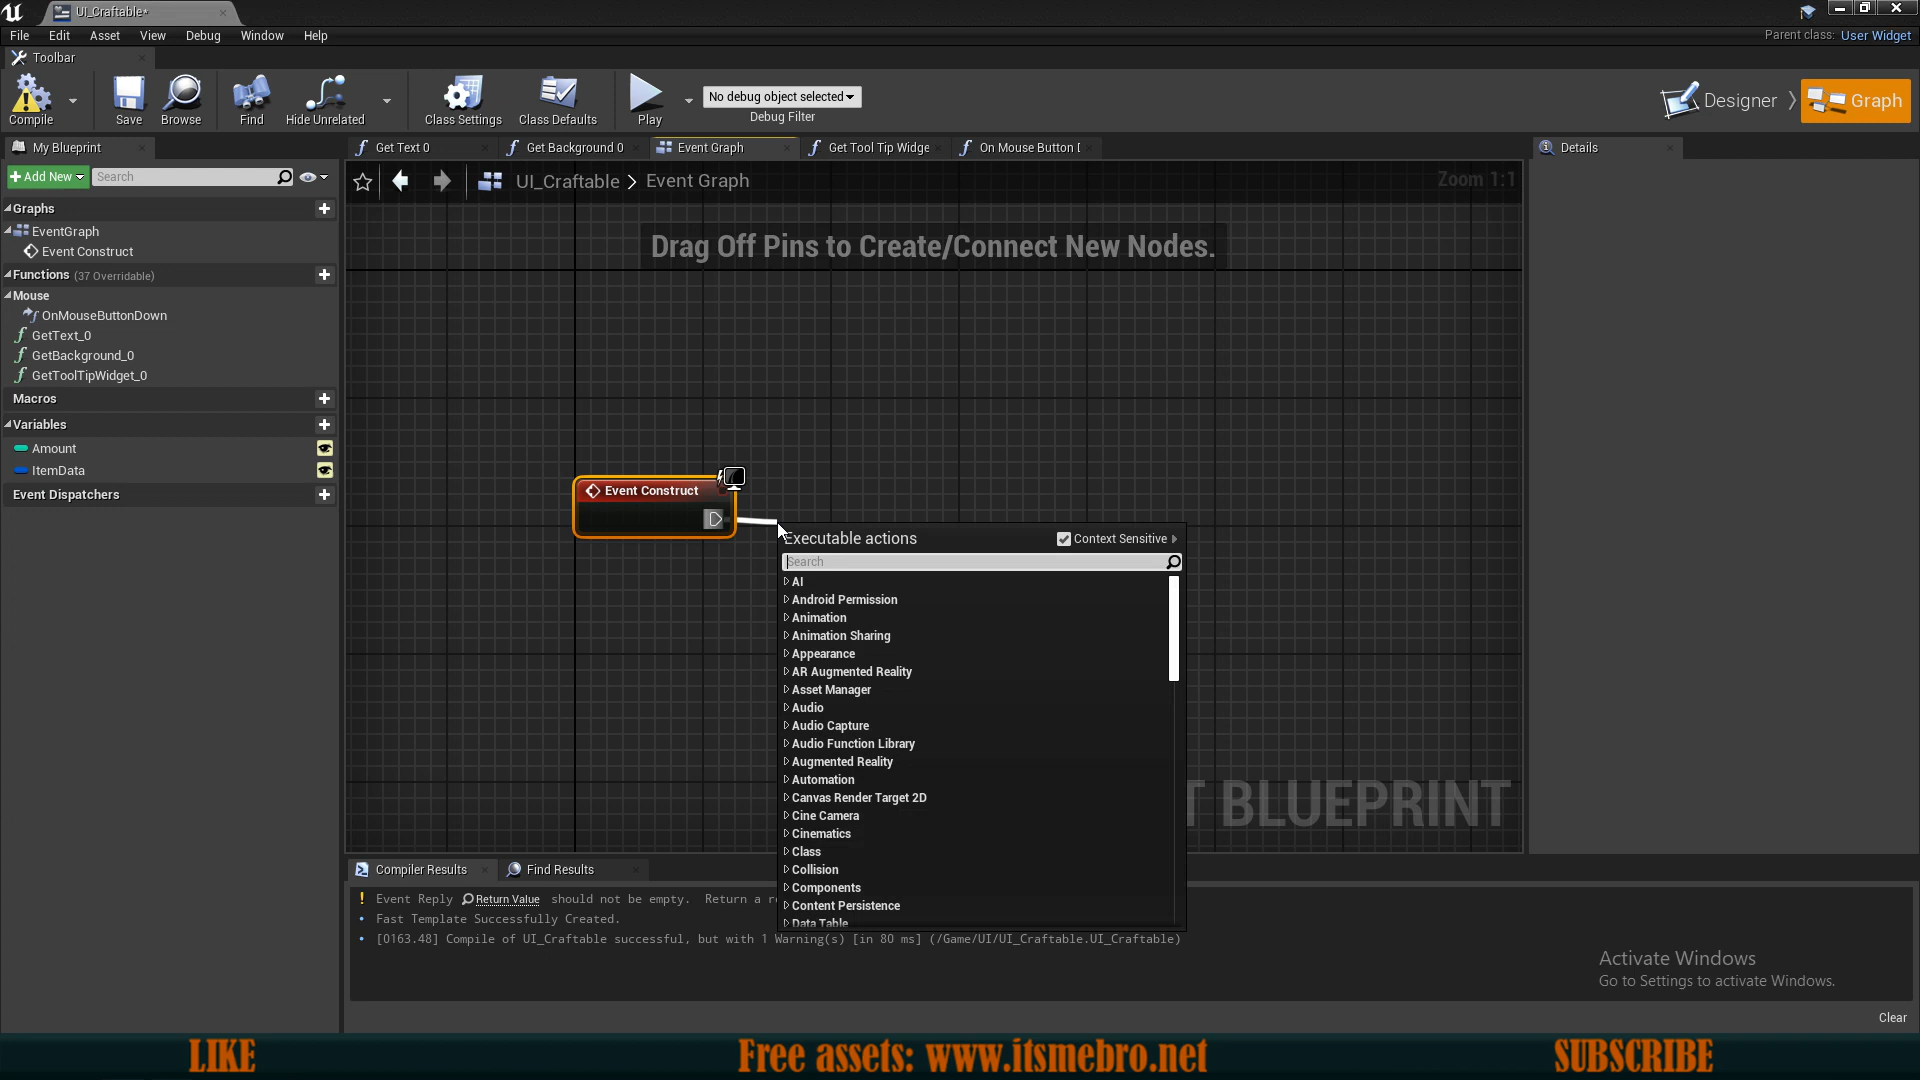 UI_Craftable*
File Edit Asset View Debug Window Help
Parent class: User Widget
Toolbar
Compile
Save
Browse
Find
Hide Unrelated
Class Settings
Class Defaults
Play
No debug object selected
Debug Filter
Designer
Graph
My Blueprint
Get Text 0
Get Background 0
Event Graph
Get Tool Tip Widge
On Mouse Button
Details
Add New
Search
UI_Craftable > Event Graph
Zoom 1:1
Graphs
EventGraph
Event Construct
Functions (37 Overridable)
Mouse
OnMouseButtonDown
GetText_0
GetBackground_0
GetToolTipWidget_0
Macros
Variables
Amount
ItemData
Event Dispatchers
Drag Off Pins to Create/Connect New Nodes.
Event Construct
Executable actions
Context Sensitive
Search
AI
Android Permission
Animation
Animation Sharing
Appearance
AR Augmented Reality
Asset Manager
Audio
Audio Capture
Audio Function Library
Augmented Reality
Automation
Canvas Render Target 2D
Cine Camera
Cinematics
Class
Collision
Components
Content Persistence
Data Table
T BLUEPRINT
Compiler Results
Find Results
Event Reply Return Value should not be empty. Return a
Fast Template Successfully Created.
[0163.48] Compile of UI_Craftable successful, but with 1 Warning(s) [in 80 ms] (/Game/UI/UI_Craftable.UI_Craftable)
Activate Windows
Go to Settings to activate Windows.
Clear
LIKE
Free assets: www.itsmebro.net
SUBSCRIBE